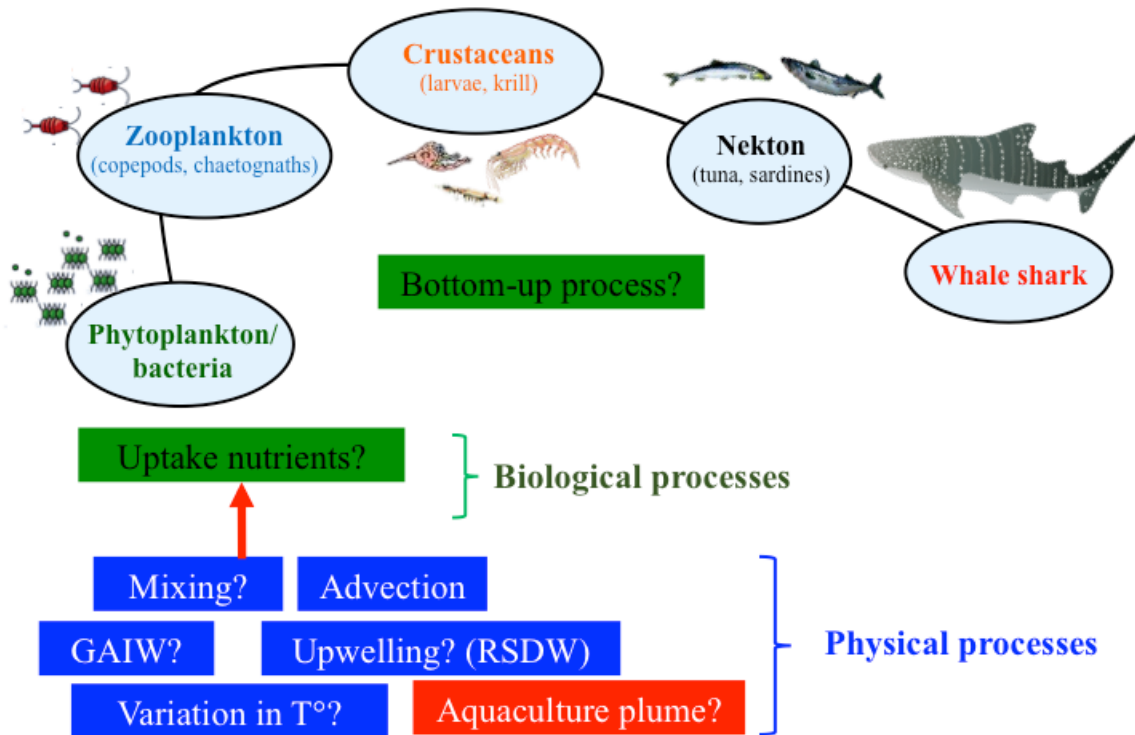 Crustaceans
(larvae, krill)
Zooplankton
(copepods, chaetognaths)
Nekton
(tuna, sardines)
Whale shark
Bottom-up process?
Phytoplankton/
bacteria
Uptake nutrients?
Biological processes
Mixing?
Advection
GAIW?
Upwelling? (RSDW)
Physical processes
Variation in T°?
Aquaculture plume?